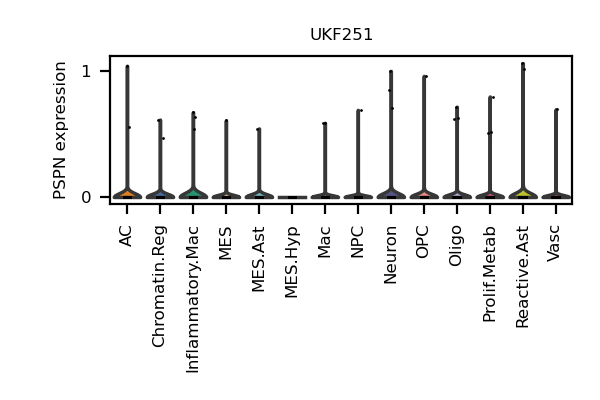 UKF251
PSPN expression
1
0
AC
Chromatin.Reg
Inflammatory.Mac
MES
MES.Ast
MES.Hyp
Mac
NPC
Neuron
OPC
Oligo
Prolif.Metab
Reactive.Ast
Vasc